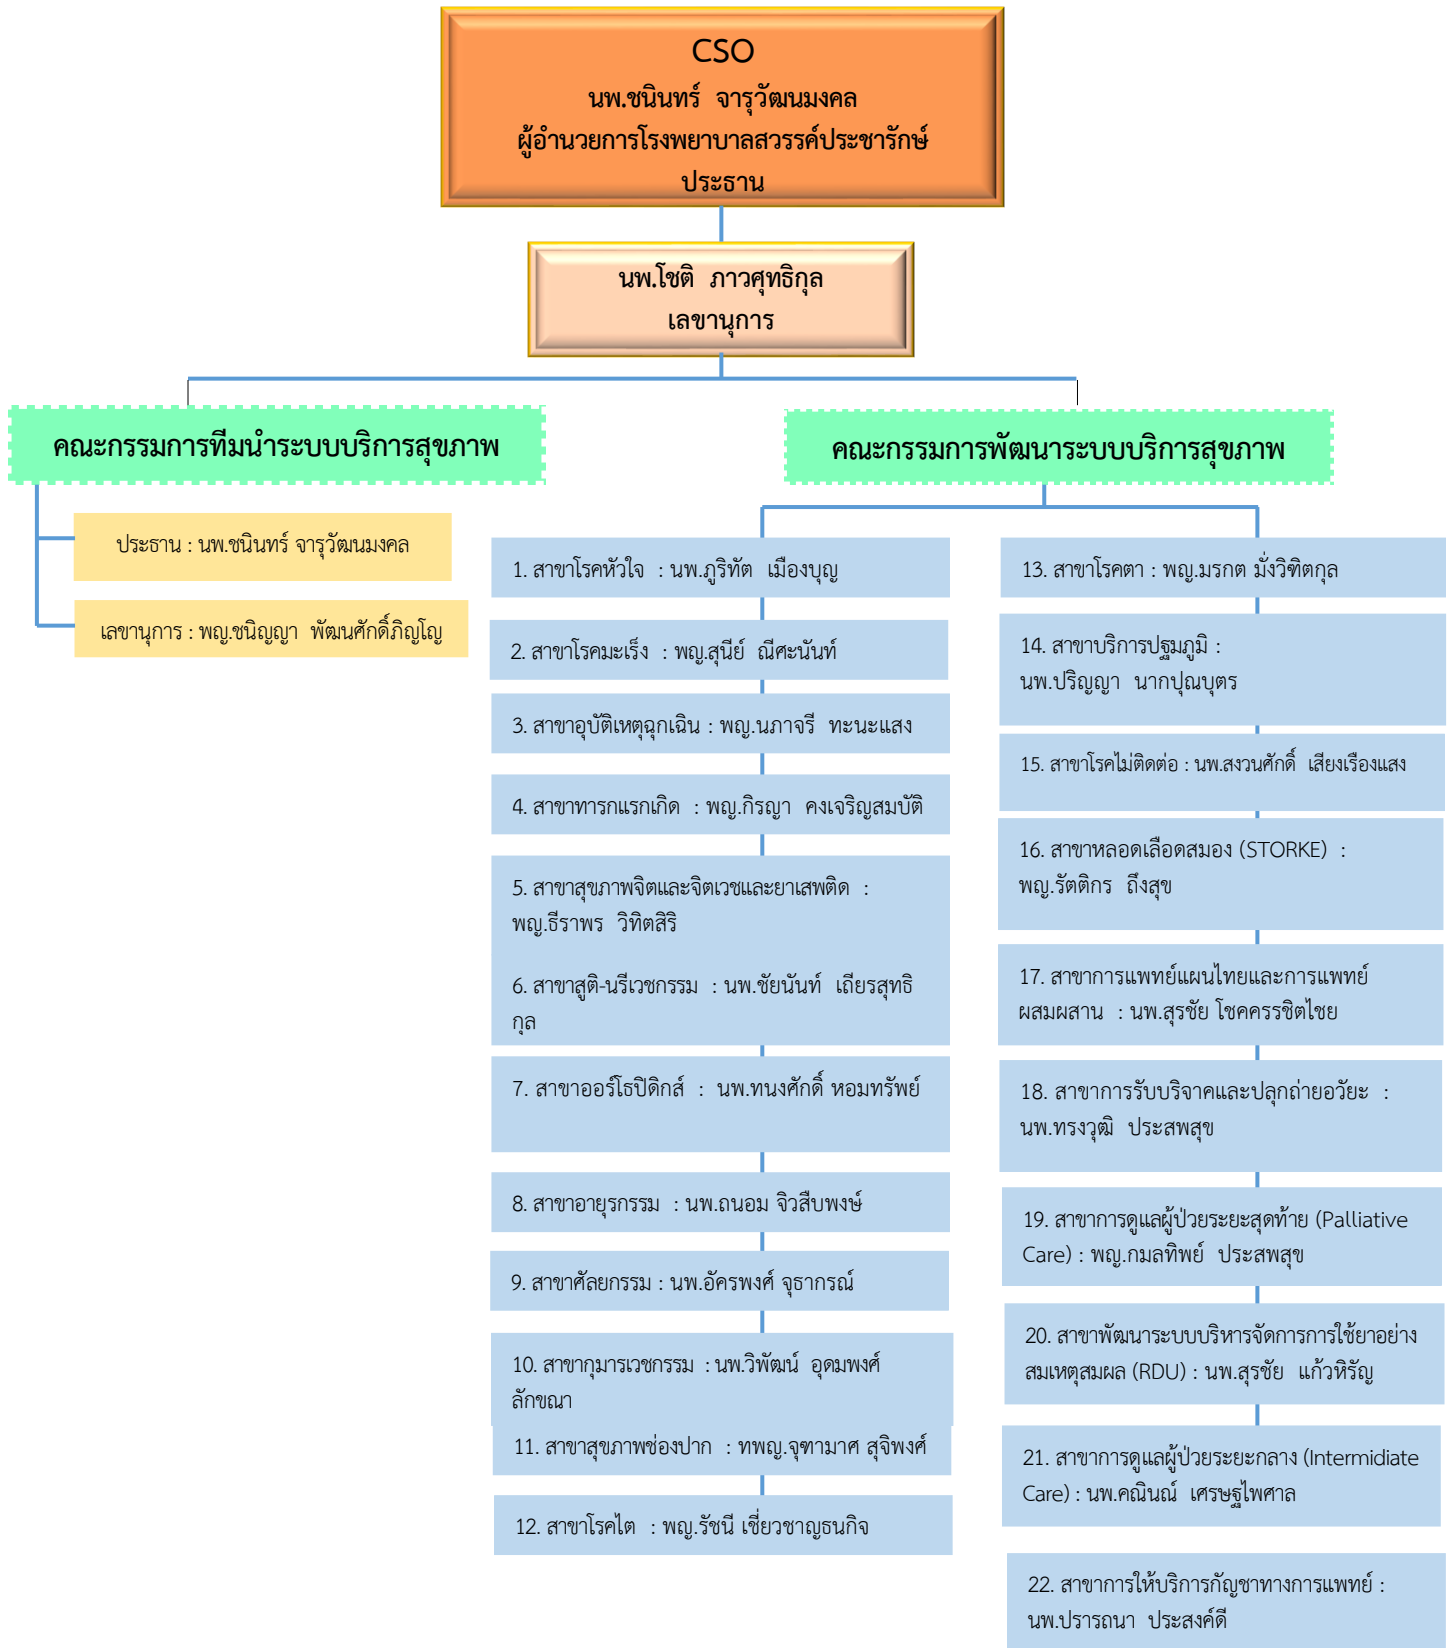 CSO
นพ.ชนินทร์ จารุวัฒนมงคล
ผู้อำนวยการโรงพยาบาลสวรรค์ประชารักษ์
ประธาน
นพ.โชติ ภาวศุทธิกุล
เลขานุการ
คณะกรรมการทีมนำระบบบริการสุขภาพ
คณะกรรมการพัฒนาระบบบริการสุขภาพ
ประธาน : นพ.ชนินทร์ จารุวัฒนมงคล
เลขานุการ : พญ.ชนิญญา พัฒนศักดิ์ภิญโญ
1. สาขาโรคหัวใจ : นพ.ภูริทัต เมืองบุญ
2. สาขาโรคมะเร็ง : พญ.สุนีย์ ณีศะนันท์
3. สาขาอุบัติเหตุฉุกเฉิน : พญ.นภาจรี ทะนะแสง
4. สาขาทารกแรกเกิด : พญ.กิรญา คงเจริญสมบัติ
5. สาขาสุขภาพจิตและจิตเวชและยาเสพติด :
พญ.ธีราพร วิทิตสิริ
6. สาขาสูติ-นรีเวชกรรม : นพ.ชัยนันท์ เถียรสุทธิ
กุล
7. สาขาออร์โธปิดิกส์ : นพ.ทนงศักดิ์ หอมทรัพย์
8. สาขาอายุรกรรม : นพ.ถนอม จิวสืบพงษ์
9. สาขาศัลยกรรม : นพ.อัครพงศ์ จุธากรณ์
10. สาขากุมารเวชกรรม : นพ.วิพัฒน์ อุดมพงศ์
ลักขณา
11. สาขาสุขภาพช่องปาก : ทพญ.จุฑามาศ สุจิพงศ์
12. สาขาโรคไต : พญ.รัชนี เชี่ยวชาญธนกิจ
13. สาขาโรคตา : พญ.มรกต มั่งวิฑิตกุล
14. สาขาบริการปฐมภูมิ :
นพ.ปริญญา นากปุณบุตร
15. สาขาโรคไม่ติดต่อ : นพ.สงวนศักดิ์ เสียงเรืองแสง
16. สาขาหลอดเลือดสมอง (STORKE) :
พญ.รัตติกร ถึงสุข
17. สาขาการแพทย์แผนไทยและการแพทย์
ผสมผสาน : นพ.สุรชัย โชคครรชิตไชย
18. สาขาการรับบริจาคและปลุกถ่ายอวัยะ :
นพ.ทรงวุฒิ ประสพสุข
19. สาขาการดูแลผู้ป่วยระยะสุดท้าย (Palliative
Care) : พญ.กมลทิพย์ ประสพสุข
20. สาขาพัฒนาระบบบริหารจัดการการใช้ยาอย่าง
สมเหตุสมผล (RDU) : นพ.สุรชัย แก้วหิรัญ
21. สาขาการดูแลผู้ป่วยระยะกลาง (Intermidiate
Care) : นพ.คณินณ์ เศรษฐไพศาล
22. สาขาการให้บริการกัญชาทางการแพทย์ :
นพ.ปรารถนา ประสงค์ดี